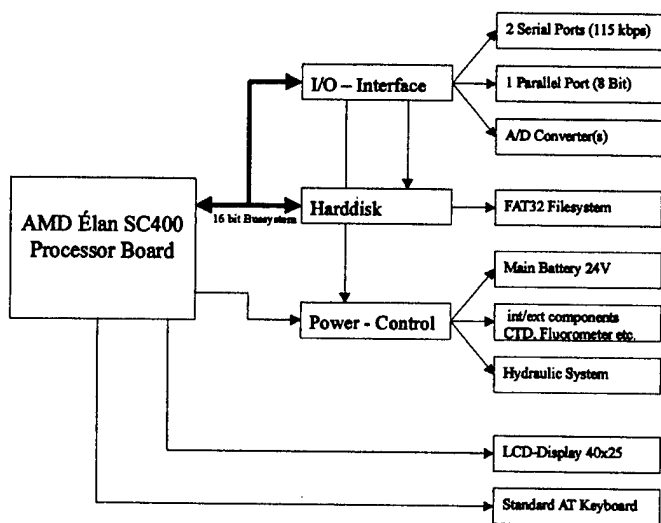 2 Serial Ports (115 kbps)
I/O – Interface
1 Parallel Port (8 Bit)
A/D Converter(s)
AMD Élan SC400
Processor Board
16 bit Bussystem
Harddisk
FAT32 Filesystem
Main Battery 24V
Power - Control
int/ext components
CTD, Fluorometer etc.
Hydraulic System
LCD-Display 40x25
Standard AT Keyboard